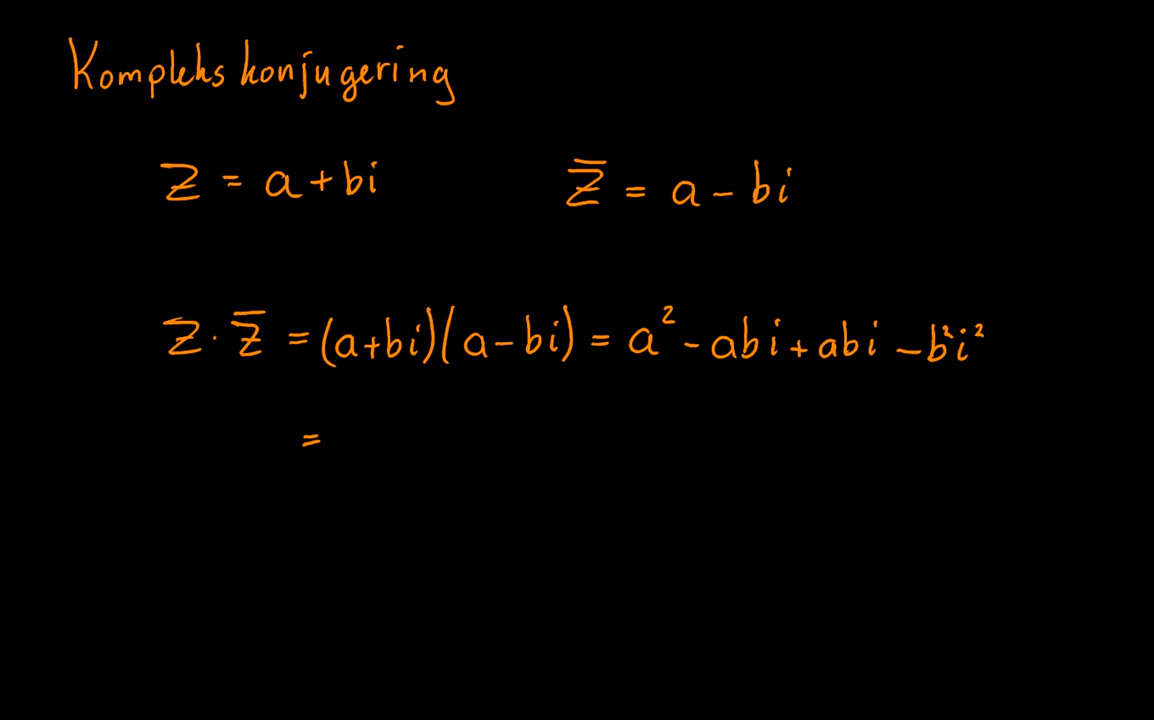 Kompleks konjugering
z = a + bi z̅ = a - bi
z · z̅ = (a+bi)(a-bi) = a² - abi + abi - b²i²
=